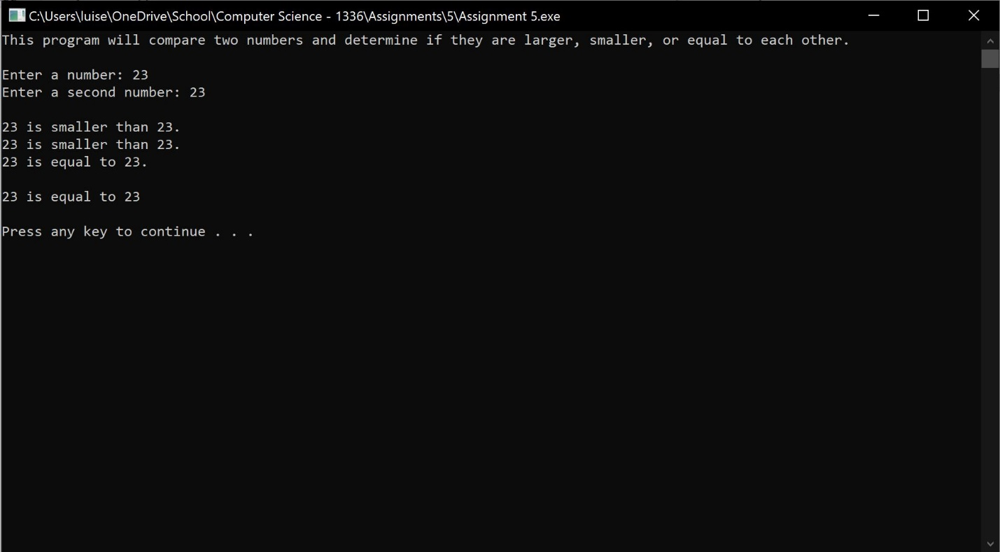 C:\Users\luise\OneDrive\School\Computer Science - 1336\Assignments\5\Assignment 5.exe
This program will compare two numbers and determine if they are larger, smaller, or equal to each other.
Enter a number: 23
Enter a second number: 23
23 is smaller than 23.
23 is smaller than 23.
23 is equal to 23.
23 is equal to 23
Press any key to continue . . .